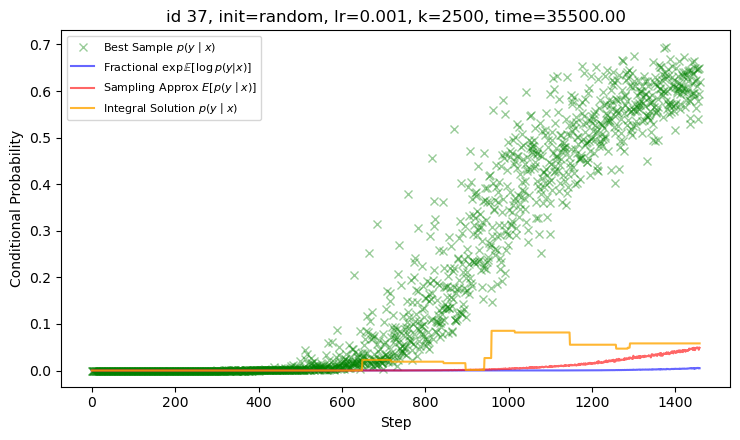 id 37, init=random, lr=0.001, k=2500, time=35500.00
0.7
0.6
0.5
0.4
0.3
0.2
0.1
0.0
Conditional Probability
Best Sample p(y | x)
Fractional exp𝔼[log p(y|x)]
Sampling Approx E[p(y | x)]
Integral Solution p(y | x)
0 200 400 600 800 1000 1200 1400
Step